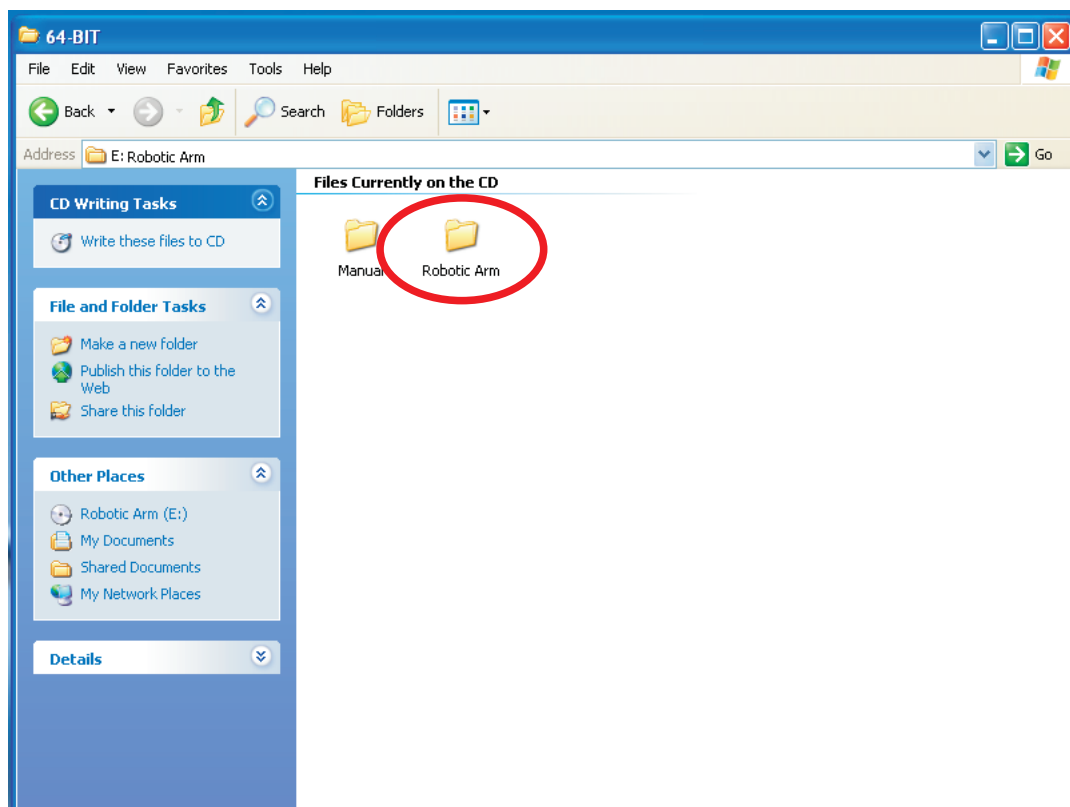 64-BIT
File Edit View Favorites Tools Help
Back Search Folders
Address E: Robotic Arm Go
Files Currently on the CD
CD Writing Tasks
Write these files to CD
Manual Robotic Arm
File and Folder Tasks
Make a new folder
Publish this folder to the
Web
Share this folder
Other Places
Robotic Arm (E:)
My Documents
Shared Documents
My Network Places
Details